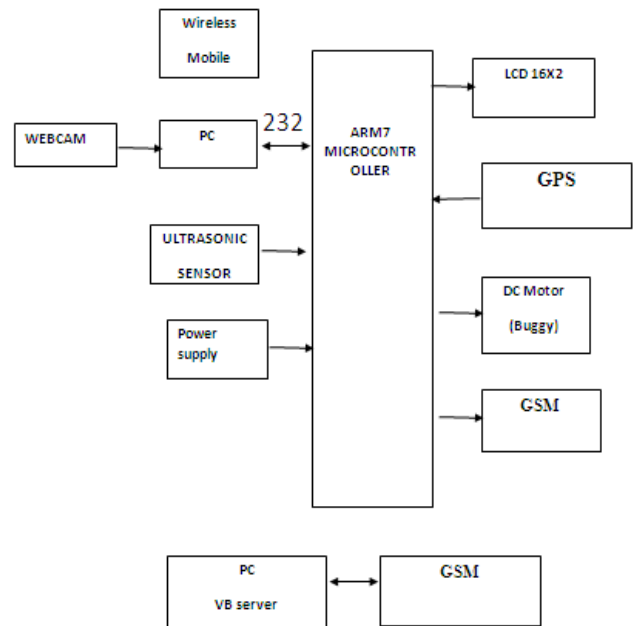 Wireless
Mobile
LCD 16X2
232
WEBCAM
PC
ARM7
MICROCONTR
OLLER
GPS
ULTRASONIC
SENSOR
DC Motor
(Buggy)
Power
supply
GSM
PC
VB server
GSM